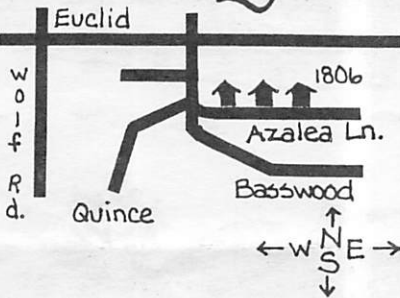 Euclid
Wolf Rd.
1806
Azalea Ln.
Basswood
Quince
N
W E
S